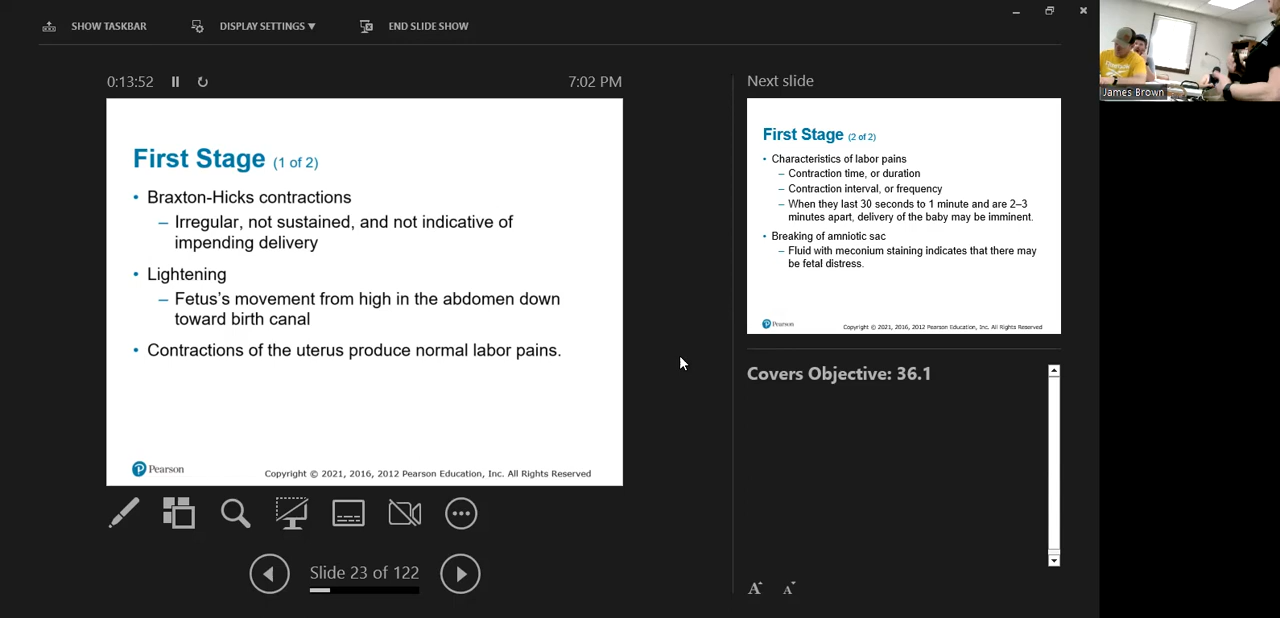 SHOW TASKBAR
DISPLAY SETTINGS ▼
END SLIDE SHOW
0:13:52
7:02 PM
First Stage (1 of 2)
• Braxton-Hicks contractions
– Irregular, not sustained, and not indicative of
impending delivery
• Lightening
– Fetus's movement from high in the abdomen down
toward birth canal
• Contractions of the uterus produce normal labor pains.
Pearson
Copyright © 2021, 2016, 2012 Pearson Education, Inc. All Rights Reserved
Slide 23 of 122
Next slide
First Stage (2 of 2)
• Characteristics of labor pains
– Contraction time, or duration
– Contraction interval, or frequency
– When they last 30 seconds to 1 minute and are 2–3
minutes apart, delivery of the baby may be imminent.
• Breaking of amniotic sac
– Fluid with meconium staining indicates that there may
be fetal distress.
Pearson
Copyright © 2021, 2016, 2012 Pearson Education, Inc. All Rights Reserved
Covers Objective: 36.1
A A
James Brown